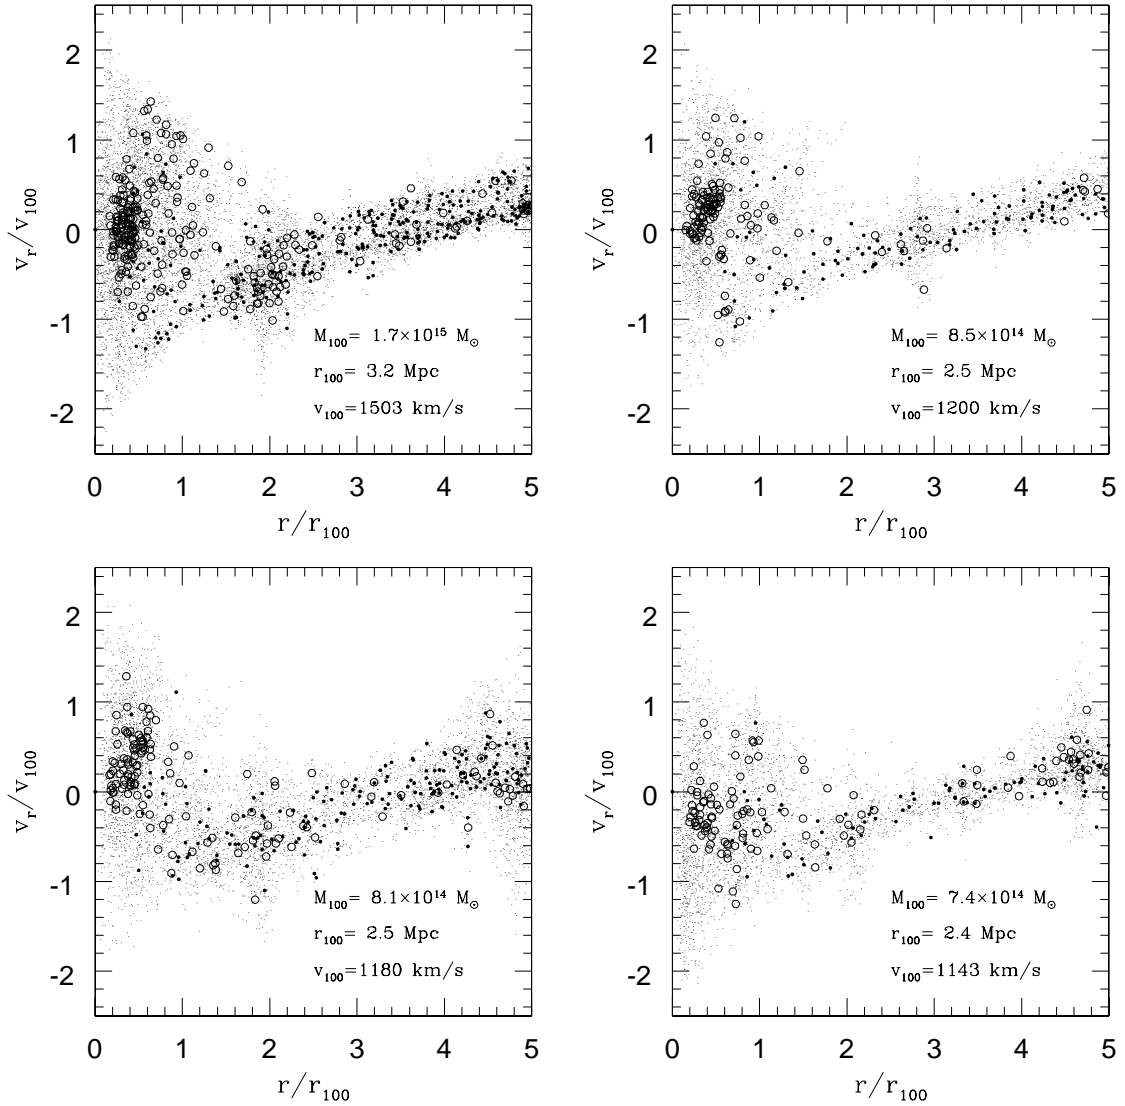 2
1
0
-1
-2
v_r/v_100
M_100= 1.7×10^15 M_⊙
r_100= 3.2 Mpc
v_100=1503 km/s
0 1 2 3 4 5
r/r_100
2
1
0
-1
-2
v_r/v_100
M_100= 8.5×10^14 M_⊙
r_100= 2.5 Mpc
v_100=1200 km/s
0 1 2 3 4 5
r/r_100
2
1
0
-1
-2
v_r/v_100
M_100= 8.1×10^14 M_⊙
r_100= 2.5 Mpc
v_100=1180 km/s
0 1 2 3 4 5
r/r_100
2
1
0
-1
-2
v_r/v_100
M_100= 7.4×10^14 M_⊙
r_100= 2.4 Mpc
v_100=1143 km/s
0 1 2 3 4 5
r/r_100